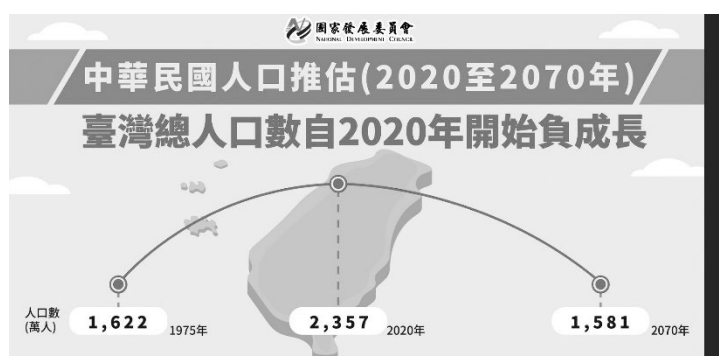 國家發展委員會
NATIONAL DEVELOPMENT COUNCIL
中華民國人口推估(2020至2070年)
臺灣總人口數自2020年開始負成長
人口數
(萬人)
1,622 1975年
2,357 2020年
1,581 2070年